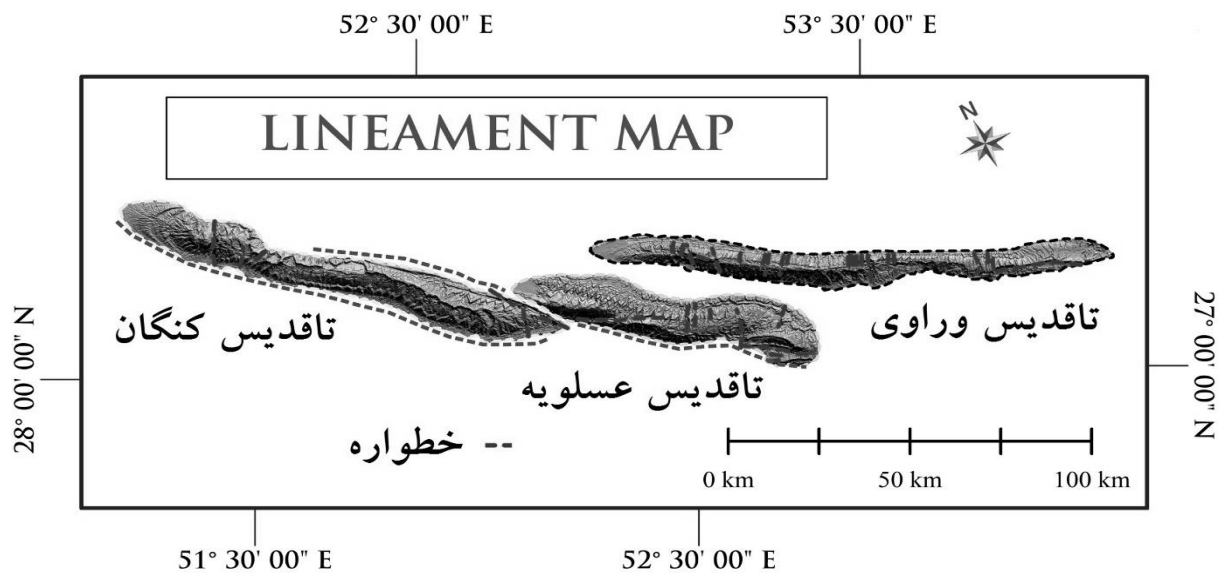 52° 30' 00" E
53° 30' 00" E
LINEAMENT MAP
N
تاقدیس کنگان
تاقدیس وراوی
تاقدیس عسلویه
خطواره
28° 00' 00" N
27° 00' 00" N
0 km
50 km
100 km
51° 30' 00" E
52° 30' 00" E